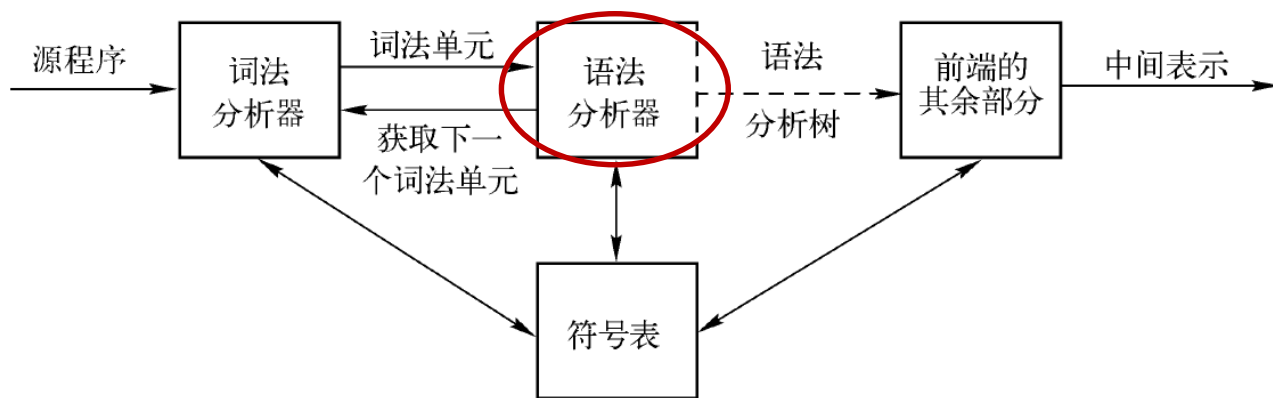 源程序
词法
分析器
词法单元
获取下一
个词法单元
语法
分析器
语法
分析树
前端的
其余部分
中间表示
符号表